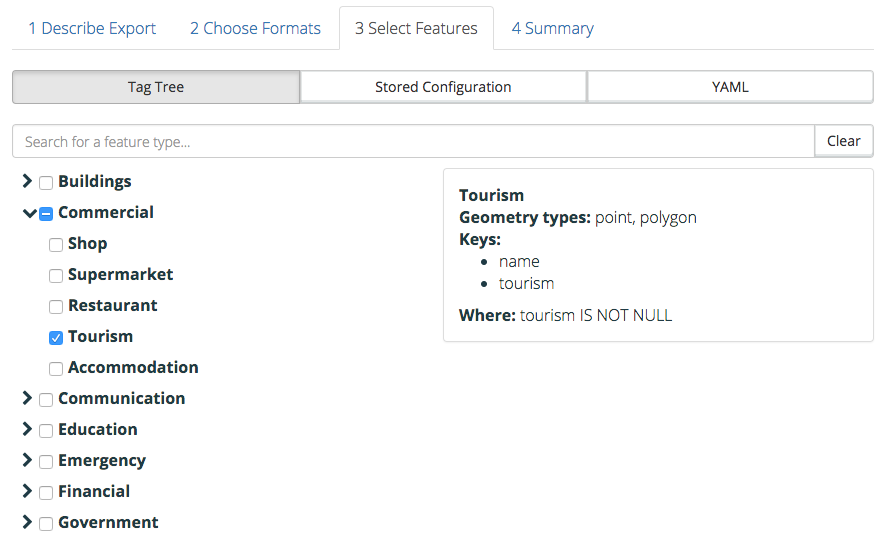 1 Describe Export 2 Choose Formats 3 Select Features 4 Summary
Tag Tree Stored Configuration YAML
Search for a feature type... Clear
Buildings
Commercial
Shop
Supermarket
Restaurant
Tourism
Accommodation
Communication
Education
Emergency
Financial
Government
Tourism
Geometry types: point, polygon
Keys:
name
tourism
Where: tourism IS NOT NULL